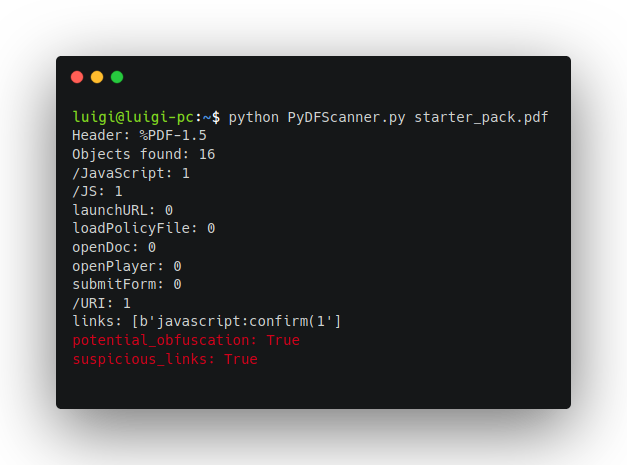 luigi@luigi-pc:~$ python PyDFScanner.py starter_pack.pdf
Header: %PDF-1.5
Objects found: 16
/JavaScript: 1
/JS: 1
launchURL: 0
loadPolicyFile: 0
openDoc: 0
openPlayer: 0
submitForm: 0
/URI: 1
links: [b'javascript:confirm(1']
potential_obfuscation: True
suspicious_links: True